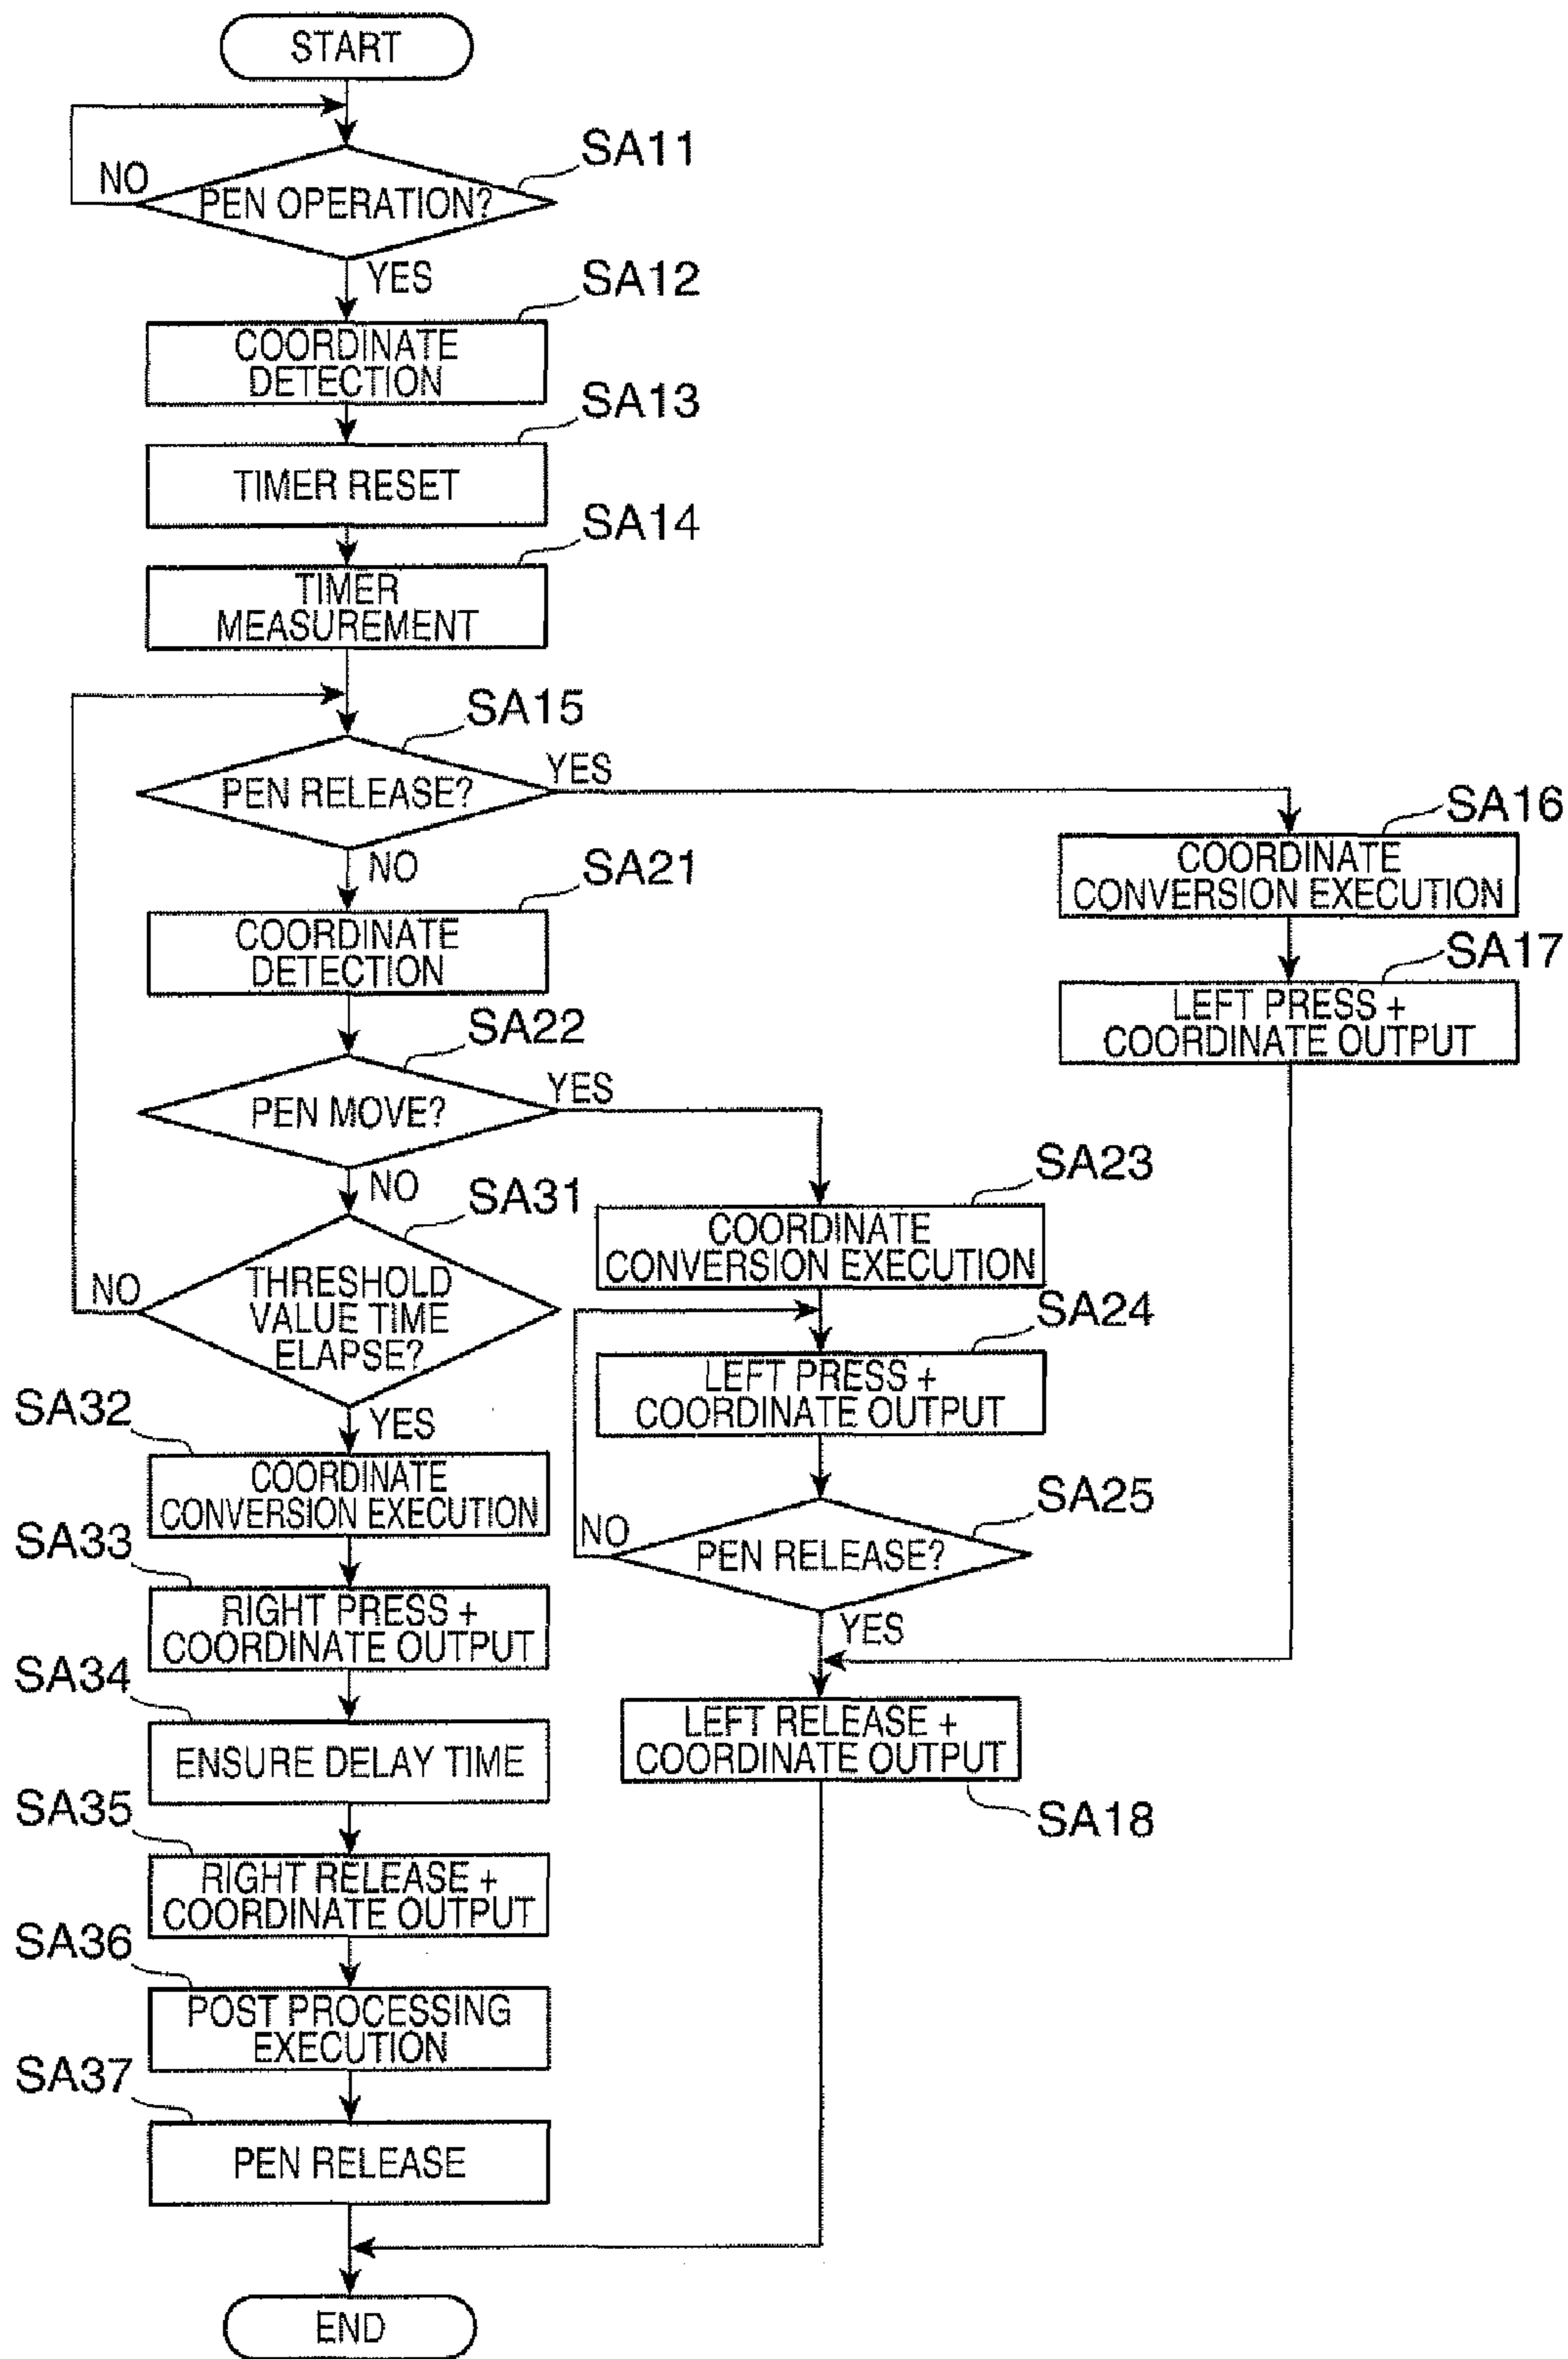 START
SA11
NO
PEN OPERATION?
YES
SA12
COORDINATE
DETECTION
SA13
TIMER RESET
SA14
TIMER
MEASUREMENT
SA15
PEN RELEASE?
YES
NO
SA16
COORDINATE
CONVERSION EXECUTION
SA21
COORDINATE
DETECTION
SA17
LEFT PRESS +
COORDINATE OUTPUT
SA22
PEN MOVE?
YES
NO
SA23
COORDINATE
CONVERSION EXECUTION
SA31
NO
THRESHOLD
VALUE TIME
ELAPSE?
YES
SA24
LEFT PRESS +
COORDINATE OUTPUT
SA32
COORDINATE
CONVERSION EXECUTION
SA25
NO
PEN RELEASE?
YES
SA33
RIGHT PRESS +
COORDINATE OUTPUT
SA34
ENSURE DELAY TIME
LEFT RELEASE +
COORDINATE OUTPUT
SA18
SA35
RIGHT RELEASE +
COORDINATE OUTPUT
SA36
POST PROCESSING
EXECUTION
SA37
PEN RELEASE
END